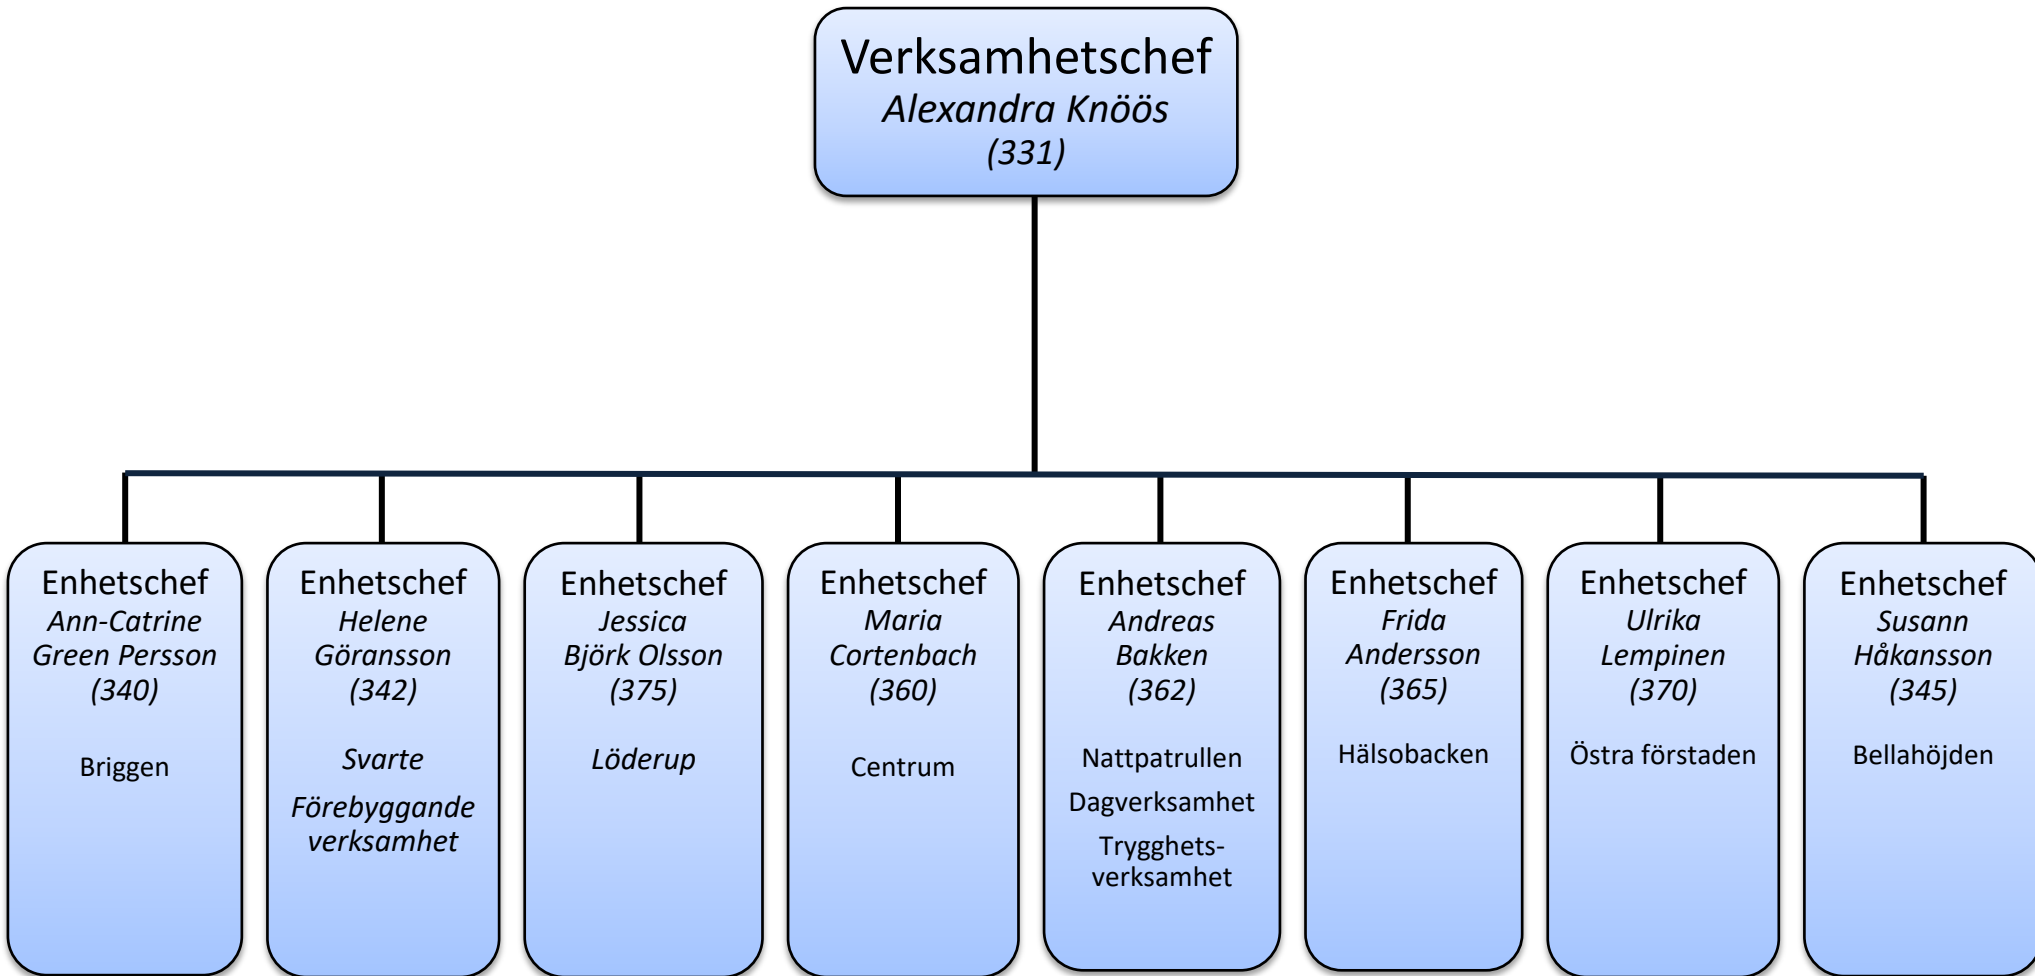 Verksamhetschef
Alexandra Knöös
(331)
Enhetschef
Ann-Catrine
Green Persson
(340)
Briggen
Enhetschef
Helene
Göransson
(342)
Svarte
Förebyggande
verksamhet
Enhetschef
Jessica
Björk Olsson
(375)
Löderup
Enhetschef
Maria
Cortenbach
(360)
Centrum
Enhetschef
Andreas
Bakken
(362)
Nattpatrullen
Dagverksamhet
Trygghets-
verksamhet
Enhetschef
Frida
Andersson
(365)
Hälsobacken
Enhetschef
Ulrika
Lempinen
(370)
Östra förstaden
Enhetschef
Susann
Håkansson
(345)
Bellahöjden